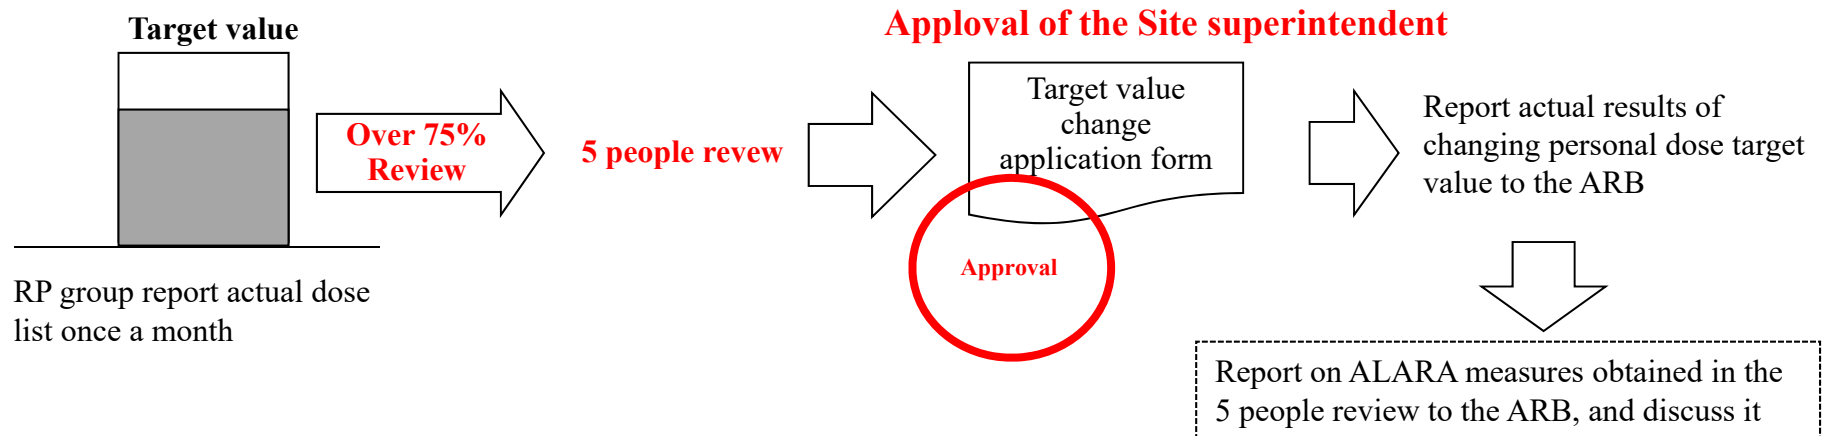 Target value
Apploval of the Site superintendent
Over 75%
Review
5 people revew
Target value
change
application form
Approval
Report actual results of
changing personal dose target
value to the ARB
RP group report actual dose
list once a month
Report on ALARA measures obtained in the
5 people review to the ARB, and discuss it